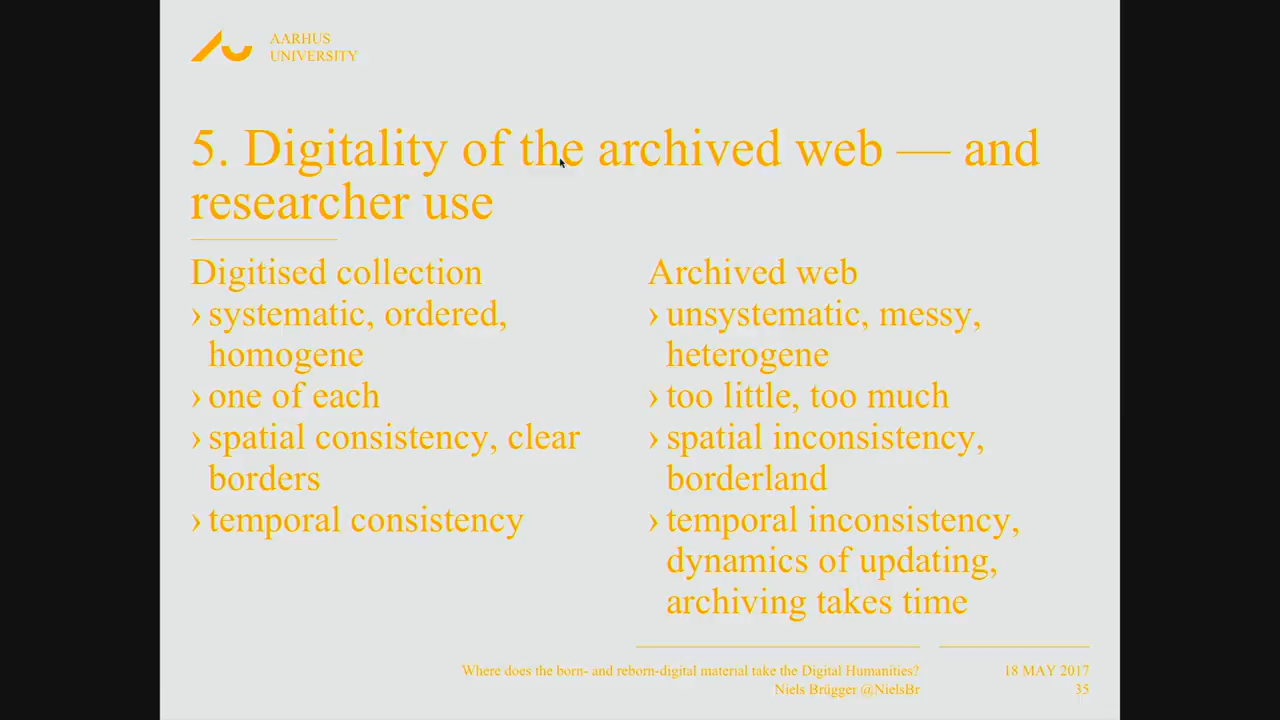 AARHUS
UNIVERSITY
5. Digitality of the archived web — and
researcher use
Digitised collection
› systematic, ordered,
homogene
› one of each
› spatial consistency, clear
borders
› temporal consistency
Archived web
› unsystematic, messy,
heterogene
› too little, too much
› spatial inconsistency,
borderland
› temporal inconsistency,
dynamics of updating,
archiving takes time
Where does the born- and reborn-digital material take the Digital Humanities?
Niels Brügger @NielsBr
18 MAY 2017
35